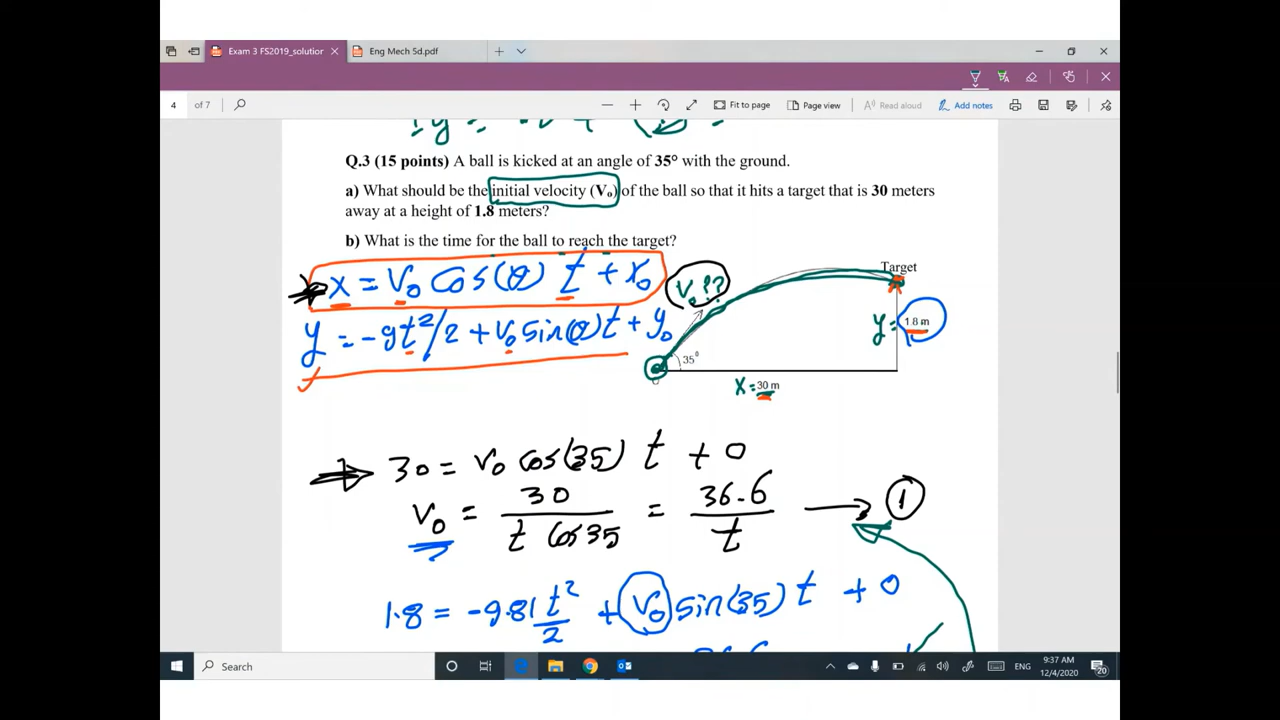 Exam 3 FS2019_solutior
Eng Mech 5d.pdf
4 of 7
Fit to page
Page view
Read aloud
Add notes
Q.3 (15 points) A ball is kicked at an angle of 35° with the ground.
a) What should be the initial velocity (Vo) of the ball so that it hits a target that is 30 meters
away at a height of 1.8 meters?
b) What is the time for the ball to reach the target?
x = v₀ cos(θ) t + x₀
y = -gt²/2 + v₀ sin(θ)t + y₀
Target
V₀??
y = 1.8 m
35⁰
X = 30 m
30 = v₀ cos(35) t + 0
v₀ = 30 / t cos35 = 36.6 / t → 1
1.8 = -9.81 t²/2 + v₀ sin(35) t + 0
Search
ENG
9:37 AM
12/4/2020
20